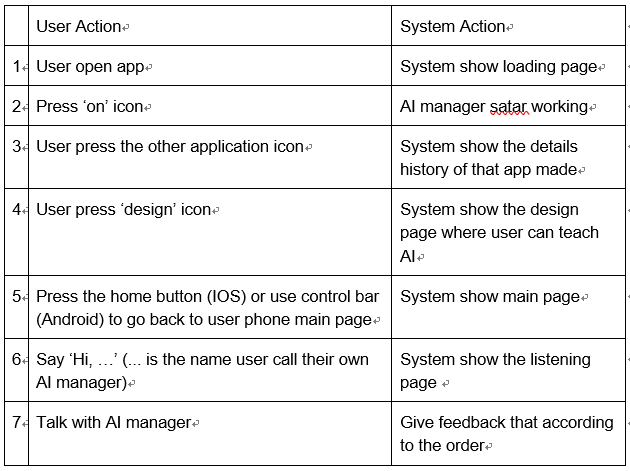 User Action System Action
1 User open app System show loading page
2 Press ‘on’ icon AI manager satar working
3 User press the other application icon System show the details
history of that app made
4 User press ‘design’ icon System show the design
page where user can teach
AI
5 Press the home button (IOS) or use control bar System show main page
(Android) to go back to user phone main page
6 Say ‘Hi, …’ (... is the name user call their own System show the listening
AI manager) page
7 Talk with AI manager Give feedback that according
to the order